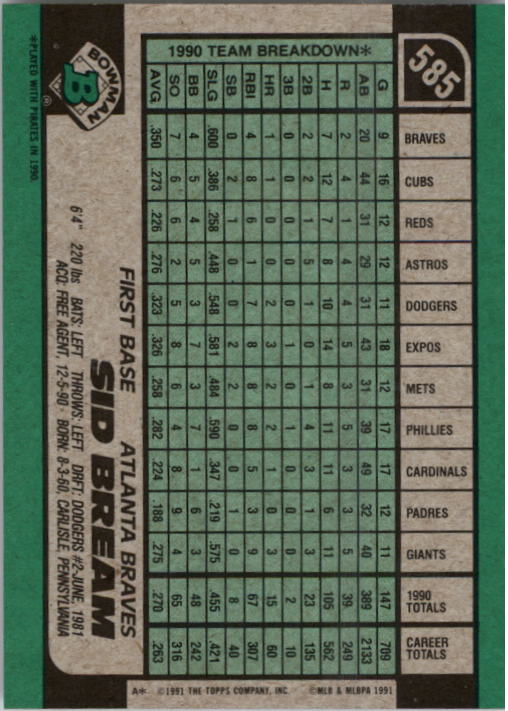 585
BRAVES CUBS REDS ASTROS DODGERS EXPOS METS PHILLIES CARDINALS PADRES GIANTS 1990 TOTALS CAREER TOTALS
1990 TEAM BREAKDOWN*
G 9 16 12 12 11 18 12 17 17 12 11 147 709
AB 20 44 31 29 31 43 31 39 49 32 40 389 2133
R 2 4 1 4 4 5 3 5 3 3 5 39 249
H 7 12 7 8 10 14 8 11 11 6 11 105 562
2B 2 2 1 5 1 0 1 4 3 1 3 23 135
3B 0 0 0 0 0 1 0 1 0 0 0 2 10
HR 1 1 0 0 2 3 2 2 1 0 3 15 60
RBI 4 8 6 1 7 8 8 8 5 3 9 67 307
SB 0 2 1 0 0 2 2 0 0 1 0 8 40
SLG .600 .386 .258 .448 .548 .581 .484 .590 .347 .219 .575 .455 .421
BB 4 5 4 5 3 7 3 7 1 6 3 48 242
SO 7 6 6 2 5 8 6 4 8 9 4 65 316
AVG .350 .273 .226 .276 .323 .326 .258 .282 .224 .188 .275 .270 .263
FIRST BASE ATLANTA BRAVES
SID BREAM
6'4" 220 lbs BATS: LEFT THROWS: LEFT DRFT: DODGERS #2-JUNE, 1981
ACQ: FREE AGENT, 12-5-90 · BORN: 8-3-60, CARLISLE, PENNSYLVANIA
BOWMAN
B
®
*PLAYED WITH PIRATES IN 1990.
A* ©1991 THE TOPPS COMPANY, INC. ©MLB & MLBPA 1991